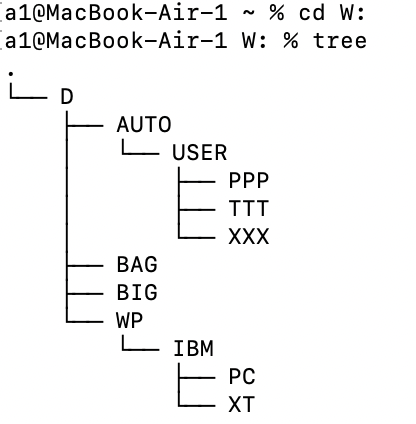 a1@MacBook-Air-1 ~ % cd W:
a1@MacBook-Air-1 W: % tree
.
└── D
    ├── AUTO
    │   └── USER
    │       ├── PPP
    │       ├── TTT
    │       └── XXX
    ├── BAG
    ├── BIG
    └── WP
        └── IBM
            ├── PC
            └── XT